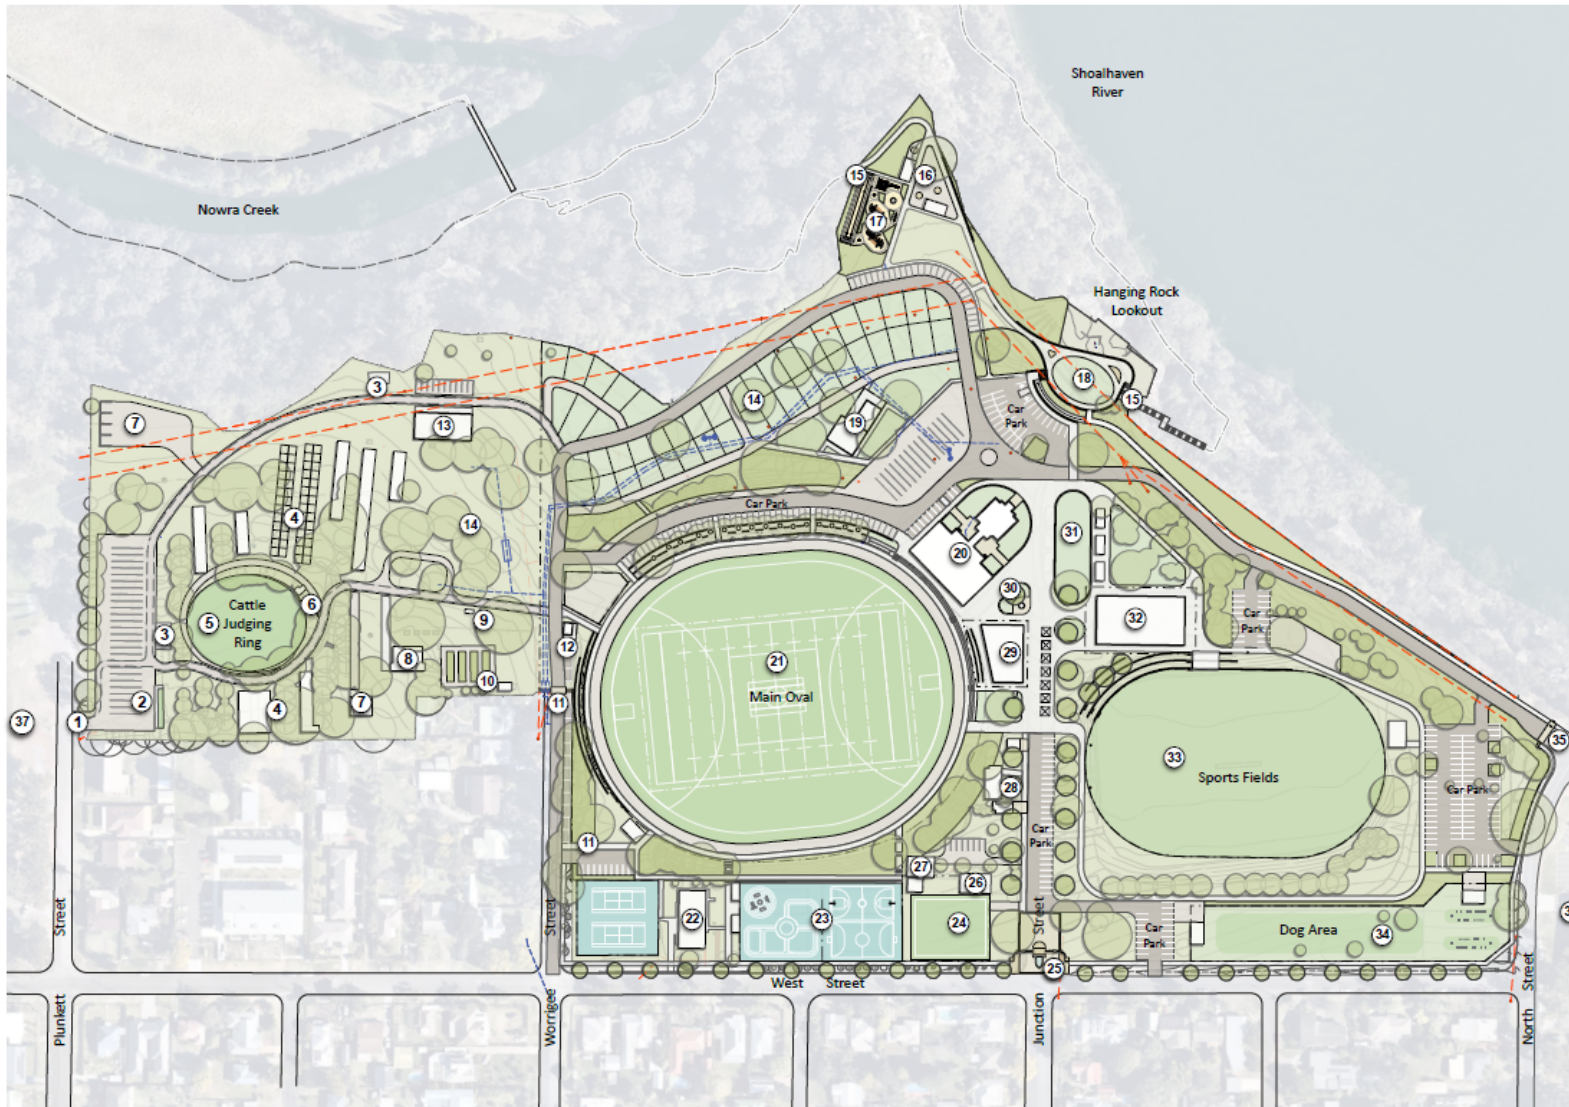 Shoalhaven
River
15
16
Nowra Creek
17
Hanging Rock
Lookout
3
18
15
14
7
13
19
Car
Park
4
14
Car Park
31
20
6
Cattle
Judging
Ring
5
30
9
Car
Park
32
3
12
8
29
21
10
Main Oval
2
4
7
11
37
1
35
33
Sports Fields
28
Car Park
11
Car
Park
27
26
22
23
24
34
Dog Area
Car
Park
3
25
West Street
Street
Plunkett
Street
Worrigee
Street
Junction
Street
North